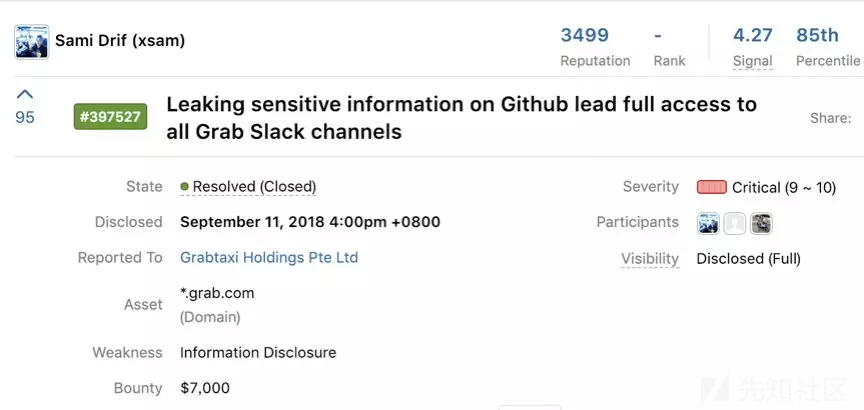 Sami Drif (xsam)
3499
Reputation
-
Rank
4.27
Signal
85th
Percentile
95
#397527
Leaking sensitive information on Github lead full access to
all Grab Slack channels
Share:
State
Resolved (Closed)
Severity
Critical (9 ~ 10)
Disclosed
September 11, 2018 4:00pm +0800
Participants
Reported To
Grabtaxi Holdings Pte Ltd
Visibility
Disclosed (Full)
Asset
*.grab.com
(Domain)
Weakness
Information Disclosure
Bounty
$7,000
先知社区